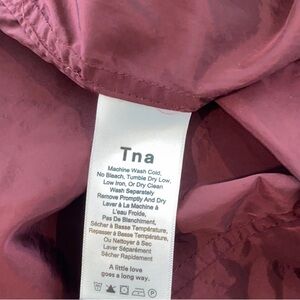 Tna
Machine Wash Cold,
No Bleach, Tumble Dry Low,
Low Iron, Or Dry Clean
Wash Separately
Remove Promptly And Dry
Laver À La Machine à
L'eau Froide,
Pas De Blanchiment,
Sécher à Basse Température,
Repasser à Basse Température,
Ou Nettoyer à Sec
Laver Séparément
Sécher Rapidement
A little love
goes a long way.